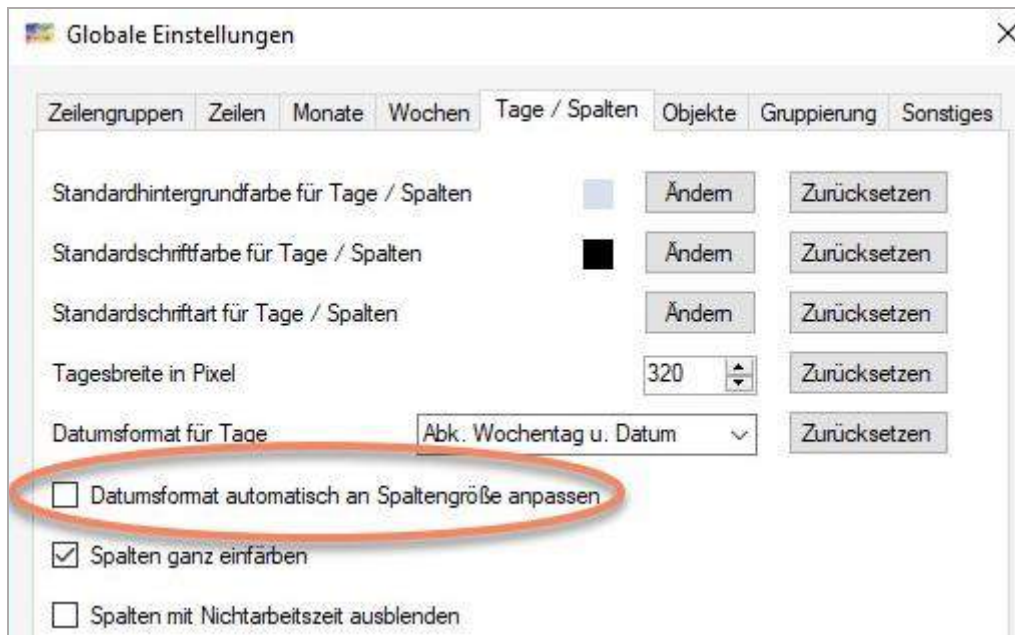 Globale Einstellungen
Zeilengruppen Zeilen Monate Wochen Tage / Spalten Objekte Gruppierung Sonstiges
Standardhintergrundfarbe für Tage / Spalten Ändern Zurücksetzen
Standardschriftfarbe für Tage / Spalten Ändern Zurücksetzen
Standardschriftart für Tage / Spalten Ändern Zurücksetzen
Tagesbreite in Pixel 320 Zurücksetzen
Datumsformat für Tage Abk. Wochentag u. Datum Zurücksetzen
Datumsformat automatisch an Spaltengröße anpassen
Spalten ganz einfärben
Spalten mit Nichtarbeitszeit ausblenden